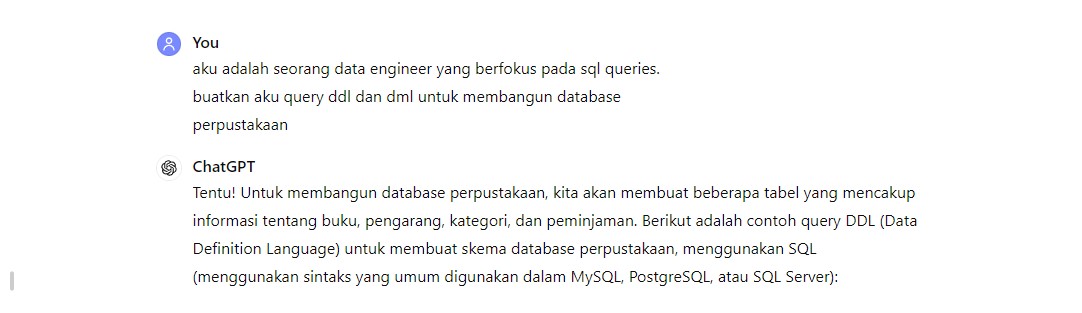 You
aku adalah seorang data engineer yang berfokus pada sql queries.
buatkan aku query ddl dan dml untuk membangun database
perpustakaan
ChatGPT
Tentu! Untuk membangun database perpustakaan, kita akan membuat beberapa tabel yang mencakup
informasi tentang buku, pengarang, kategori, dan peminjaman. Berikut adalah contoh query DDL (Data
Definition Language) untuk membuat skema database perpustakaan, menggunakan SQL
(menggunakan sintaks yang umum digunakan dalam MySQL, PostgreSQL, atau SQL Server):